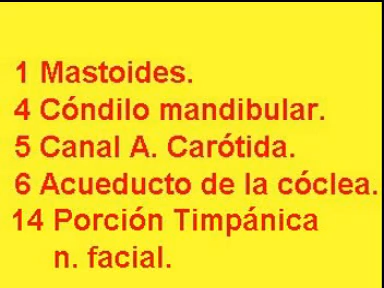 1 Mastoides.
4 Cóndilo mandibular.
5 Canal A. Carótida.
6 Acueducto de la cóclea.
14 Porción Timpánica
n. facial.